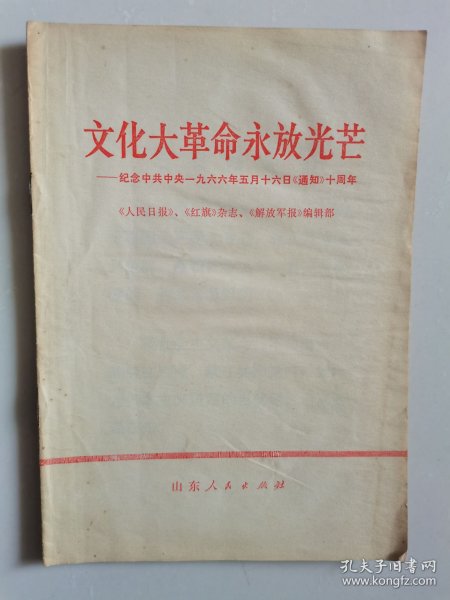 文化大革命永放光芒
——纪念中共中央一九六六年五月十六日《通知》十周年
《人民日报》、《红旗》杂志、《解放军报》编辑部
山东人民出版社
孔夫子旧书网
www.kongfz.com